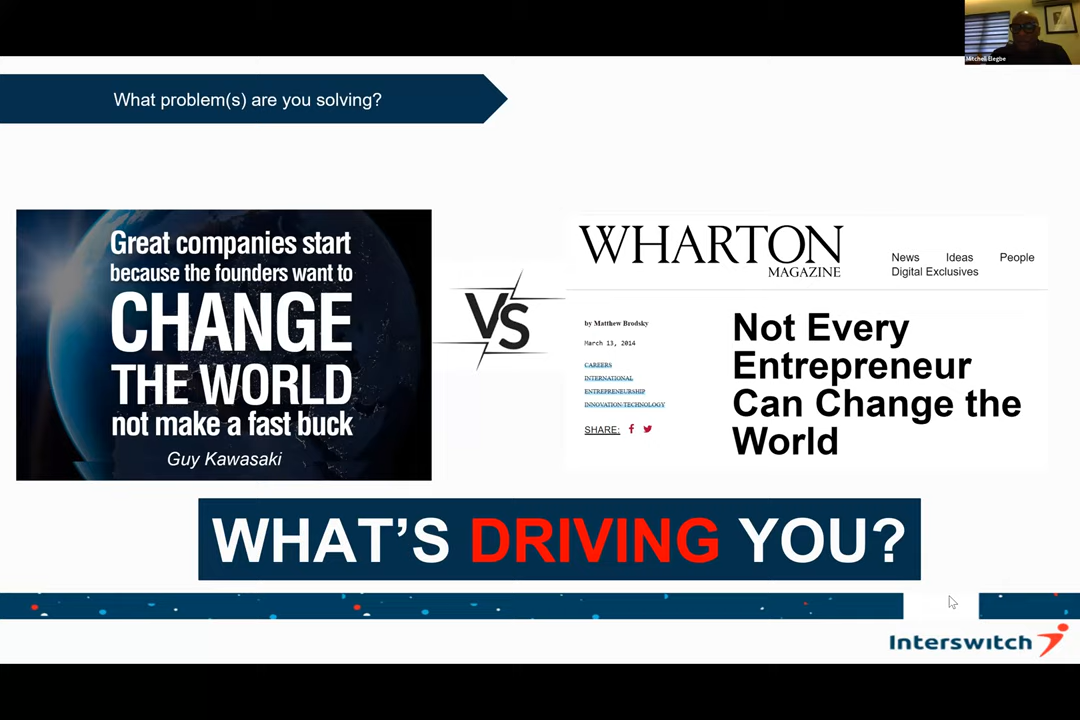 Mitchell Elegbe
What problem(s) are you solving?
Great companies start
because the founders want to
CHANGE
THE WORLD
not make a fast buck
Guy Kawasaki
VS
WHARTON
MAGAZINE
News Ideas People
Digital Exclusives
by Matthew Brodsky
March 13, 2014
CAREERS
INTERNATIONAL
ENTREPRENEURSHIP
INNOVATION/TECHNOLOGY
SHARE:
Not Every
Entrepreneur
Can Change the
World
WHAT'S DRIVING YOU?
Interswitch